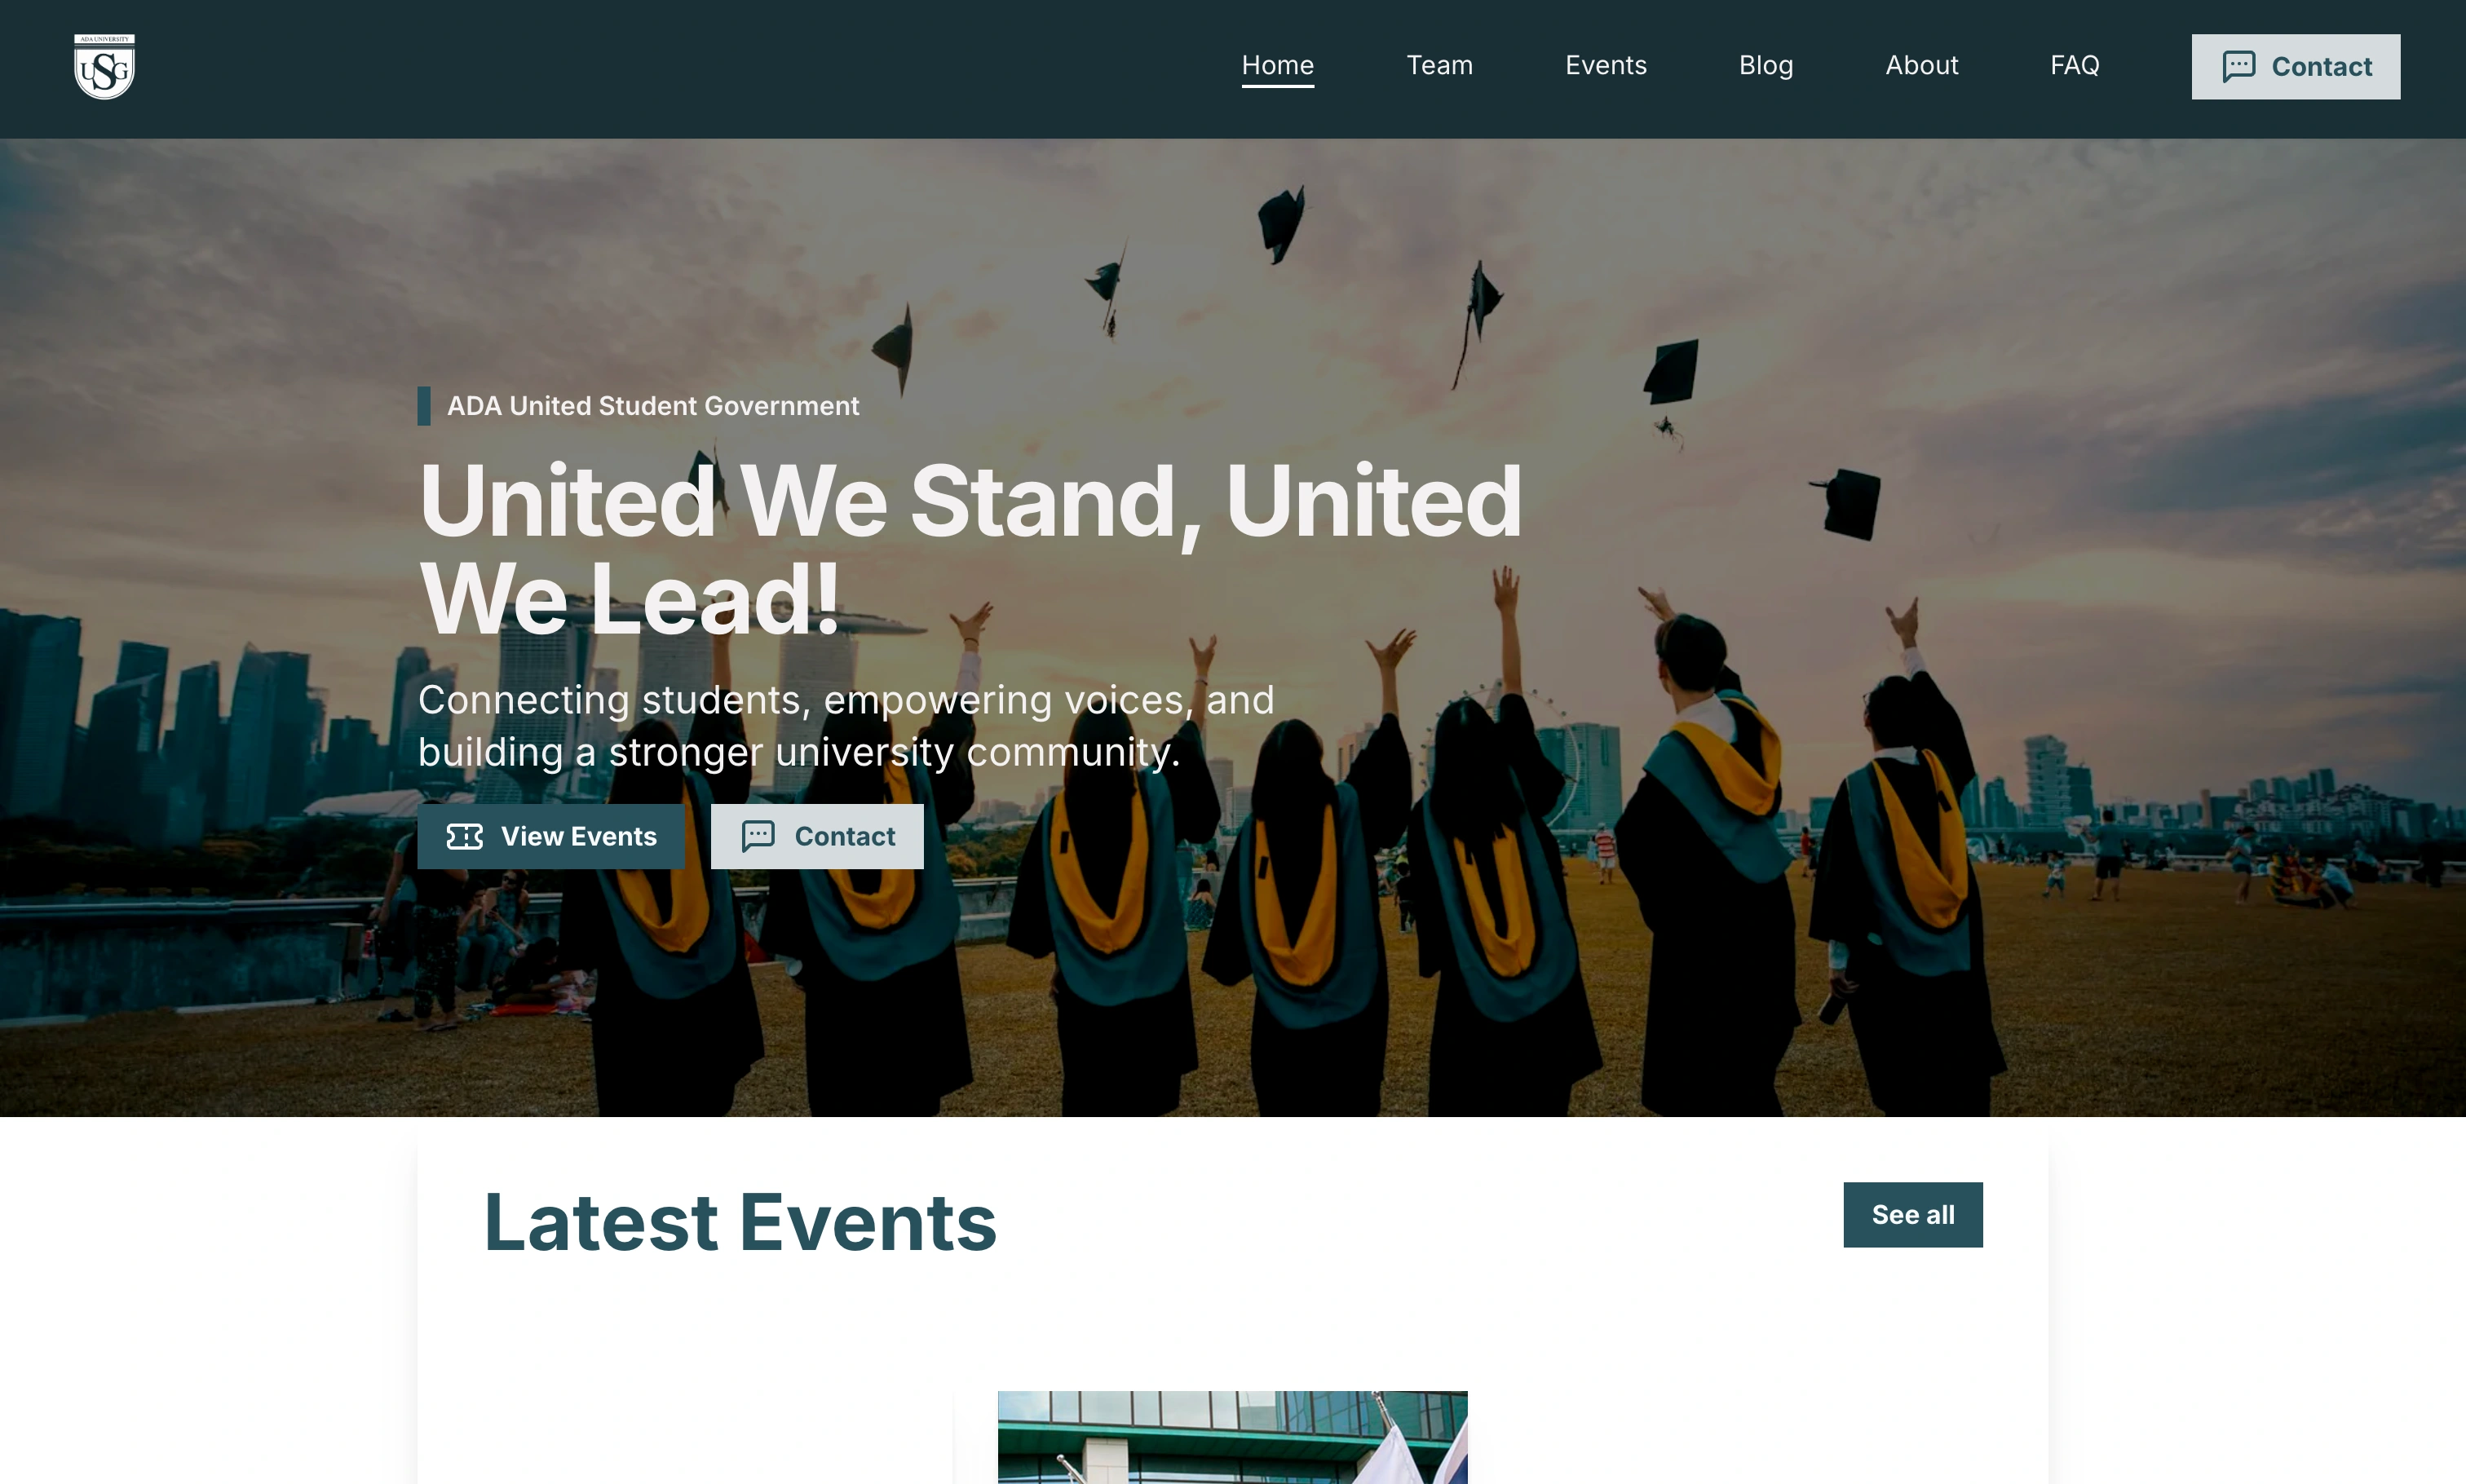 ADA UNIVERSITY
USG
Home
Team
Events
Blog
About
FAQ
Contact
ADA United Student Government
United We Stand, United
We Lead!
Connecting students, empowering voices, and
building a stronger university community.
View Events
Contact
Latest Events
See all